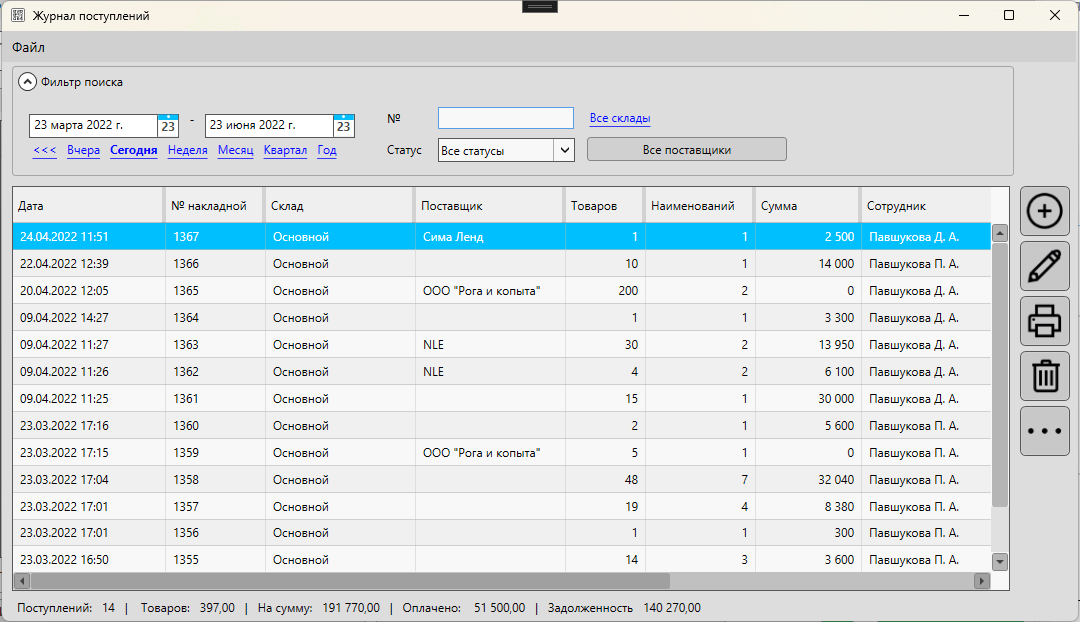 Журнал поступлений
Файл
Фильтр поиска
23 марта 2022 г. 23 - 23 июня 2022 г. 23 № Все склады
<<< Вчера Сегодня Неделя Месяц Квартал Год Статус Все статусы Все поставщики
Дата № накладной Склад Поставщик Товаров Наименований Сумма Сотрудник
24.04.2022 11:51 1367 Основной Сима Ленд 1 1 2 500 Павшукова Д. А.
22.04.2022 12:39 1366 Основной 10 1 14 000 Павшукова П. А.
20.04.2022 12:05 1365 Основной ООО "Рога и копыта" 200 2 0 Павшукова Д. А.
09.04.2022 14:27 1364 Основной 1 1 3 300 Павшукова Д. А.
09.04.2022 11:27 1363 Основной NLE 30 2 13 950 Павшукова Д. А.
09.04.2022 11:26 1362 Основной NLE 4 2 6 100 Павшукова Д. А.
09.04.2022 11:25 1361 Основной 15 1 30 000 Павшукова Д. А.
23.03.2022 17:16 1360 Основной 2 1 5 600 Павшукова П. А.
23.03.2022 17:15 1359 Основной ООО "Рога и копыта" 5 1 0 Павшукова П. А.
23.03.2022 17:04 1358 Основной 48 7 32 040 Павшукова П. А.
23.03.2022 17:01 1357 Основной 19 4 8 380 Павшукова П. А.
23.03.2022 17:01 1356 Основной 1 1 300 Павшукова П. А.
23.03.2022 16:50 1355 Основной 14 3 3 600 Павшукова П. А.
Поступлений: 14 | Товаров: 397,00 | На сумму: 191 770,00 | Оплачено: 51 500,00 | Задолженность 140 270,00